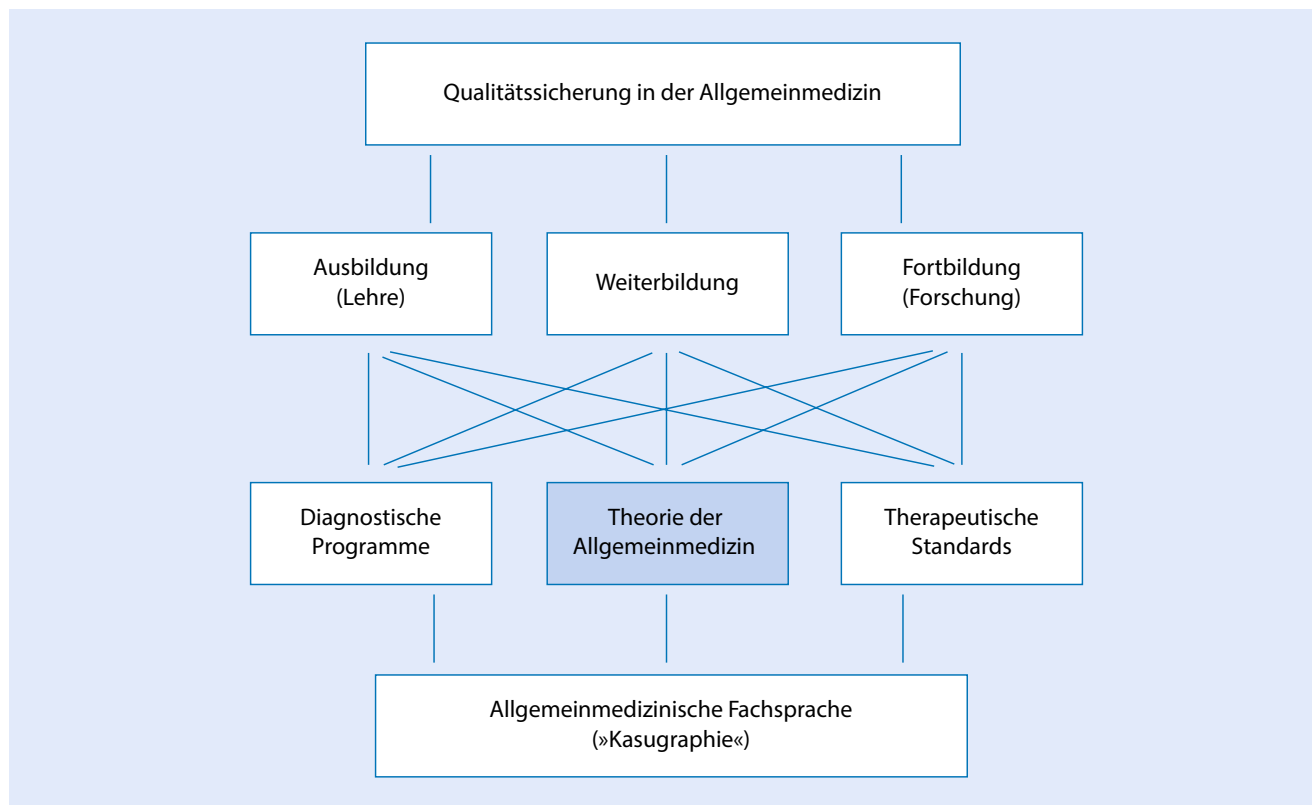 Qualitätssicherung in der Allgemeinmedizin
Ausbildung
(Lehre)
Weiterbildung
Fortbildung
(Forschung)
Diagnostische
Programme
Theorie der
Allgemeinmedizin
Therapeutische
Standards
Allgemeinmedizinische Fachsprache
(»Kasugraphie«)